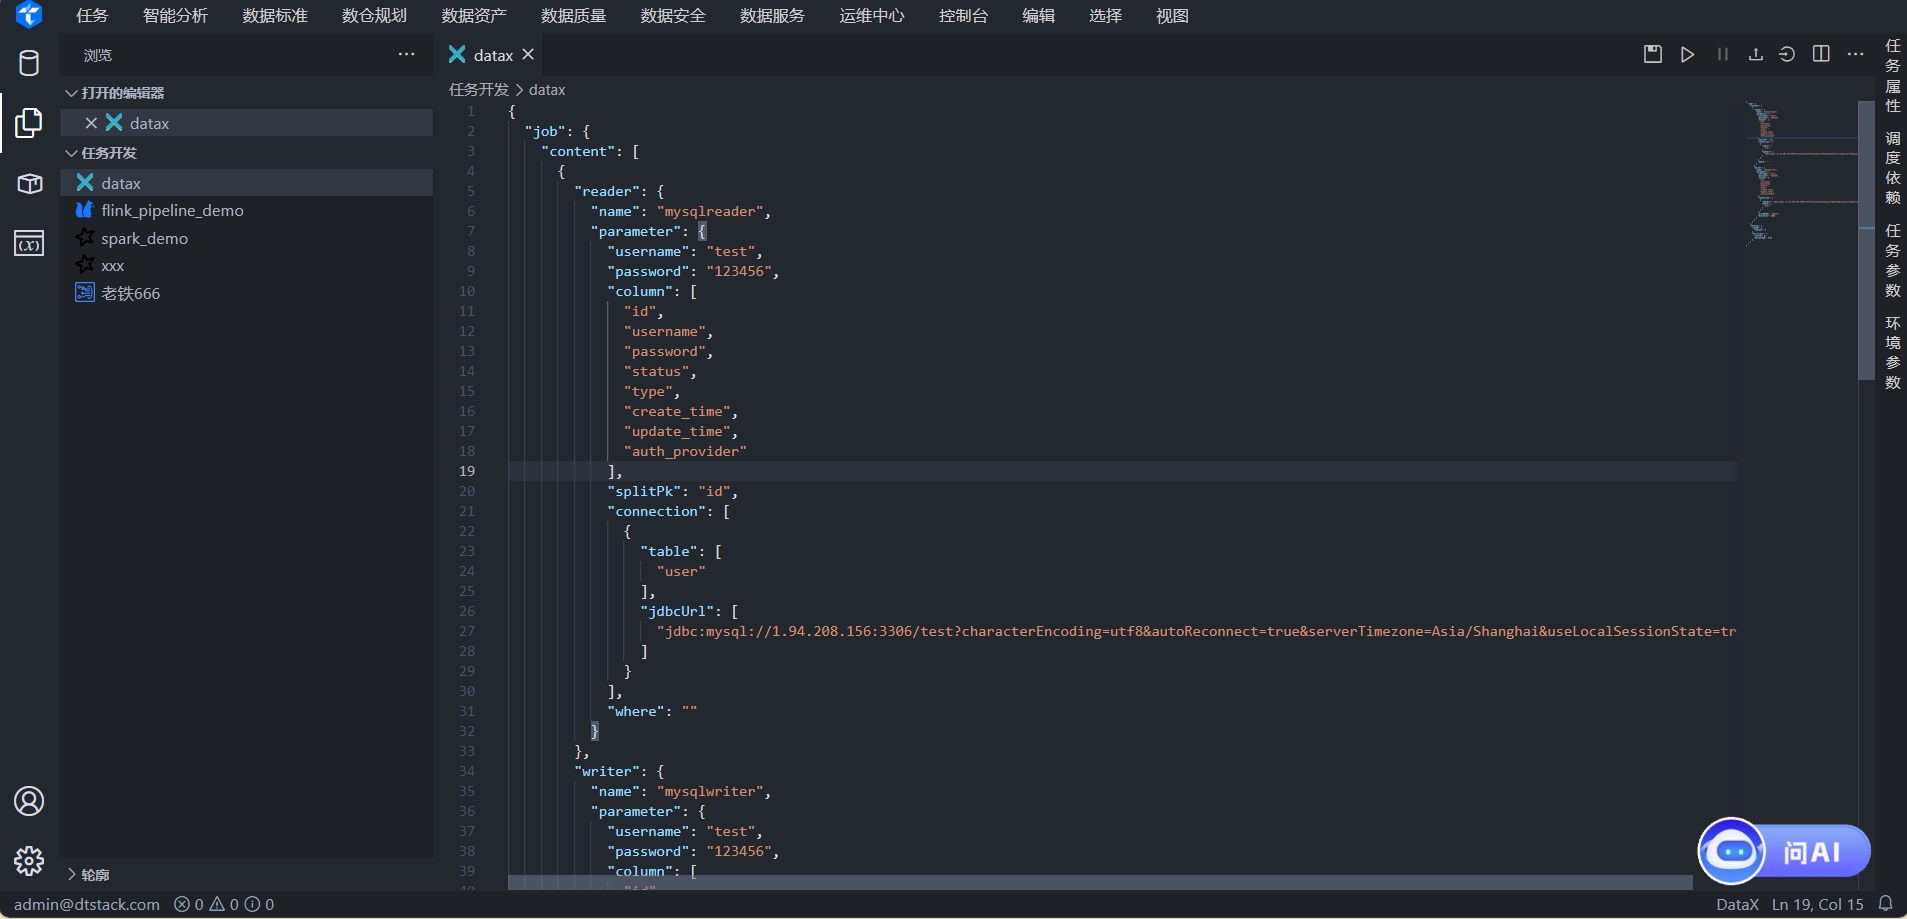 任务 智能分析 数据标准 数仓规划 数据资产 数据质量 数据安全 数据服务 运维中心 控制台 编辑 选择 视图
浏览
打开的编辑器
datax
任务开发
datax
flink_pipeline_demo
spark_demo
xxx
老铁666
轮廓
datax
任务开发 > datax
1 {
2 "job": {
3 "content": [
4 {
5 "reader": {
6 "name": "mysqlreader",
7 "parameter": {
8 "username": "test",
9 "password": "123456",
10 "column": [
11 "id",
12 "username",
13 "password",
14 "status",
15 "type",
16 "create_time",
17 "update_time",
18 "auth_provider"
19 ],
20 "splitPk": "id",
21 "connection": [
22 {
23 "table": [
24 "user"
25 ],
26 "jdbcUrl": [
27 "jdbc:mysql://1.94.208.156:3306/test?characterEncoding=utf8&autoReconnect=true&serverTimezone=Asia/Shanghai&useLocalSessionState=tr
28 ]
29 }
30 ],
31 "where": ""
32 }
33 },
34 "writer": {
35 "name": "mysqlwriter",
36 "parameter": {
37 "username": "test",
38 "password": "123456",
39 "column": [
40 "id"
任务属性
调度依赖
任务参数
环境参数
问AI
admin@dtstack.com 0 0 0
DataX Ln 19, Col 15